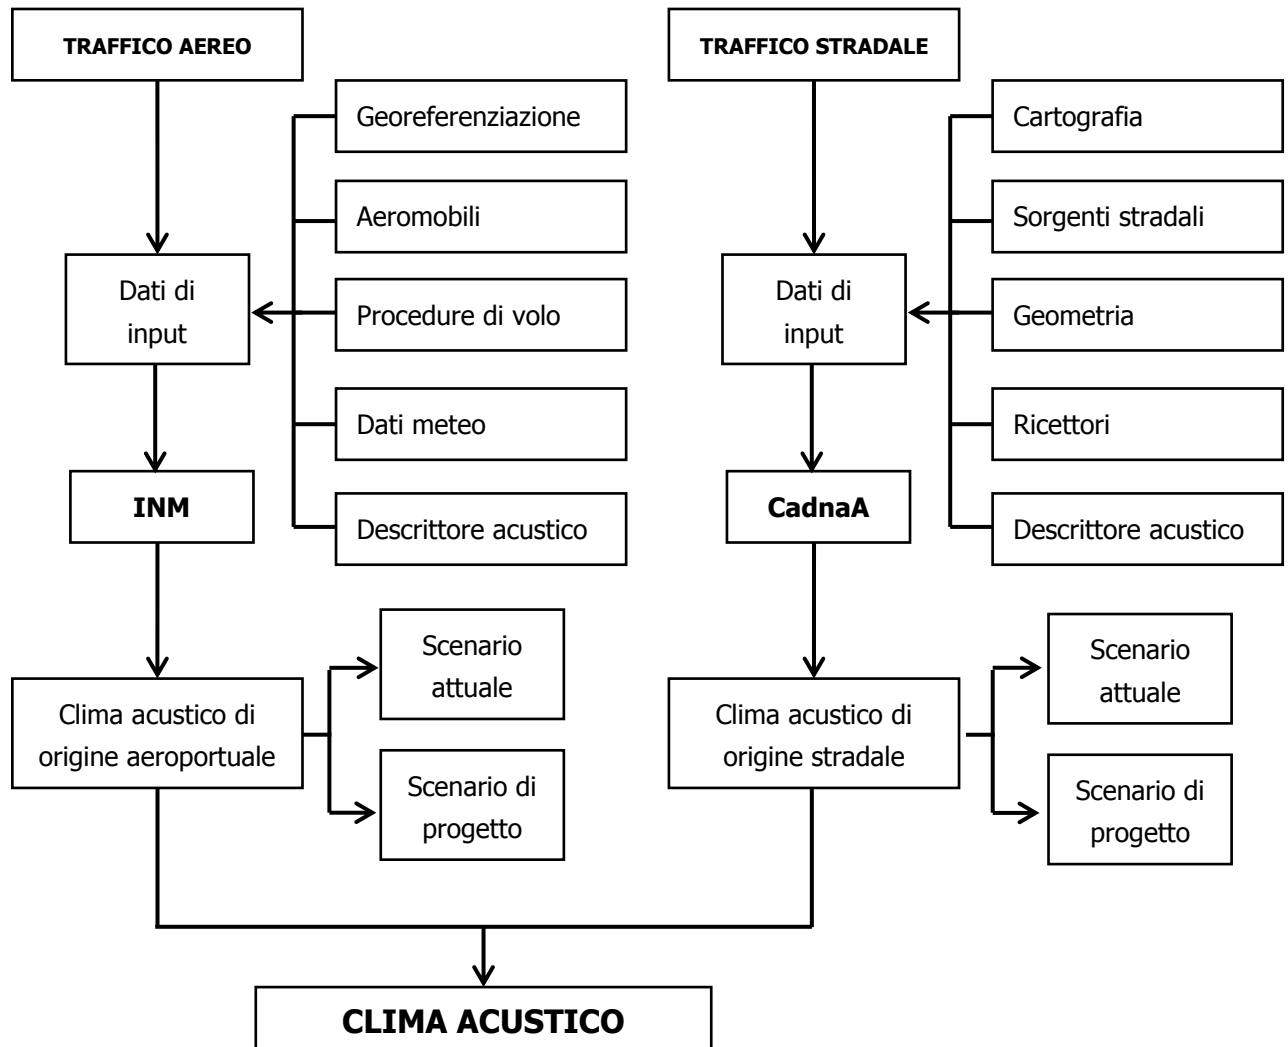 TRAFFICO AEREO
Georeferenziazione
Aeromobili
Dati di
input
Procedure di volo
Dati meteo
INM
Descrittore acustico
Scenario
attuale
Clima acustico di
origine aeroportuale
Scenario di
progetto
TRAFFICO STRADALE
Cartografia
Sorgenti stradali
Dati di
input
Geometria
Ricettori
CadnaA
Descrittore acustico
Scenario
attuale
Clima acustico di
origine stradale
Scenario di
progetto
CLIMA ACUSTICO